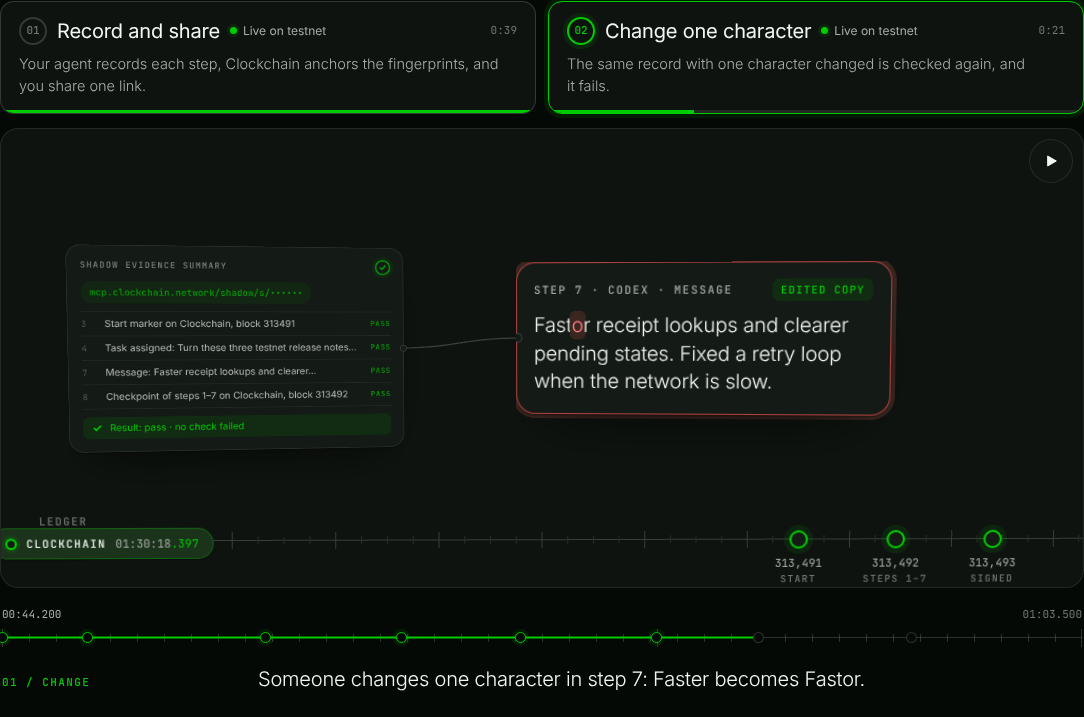 01 Record and share Live on testnet 0:39
Your agent records each step, Clockchain anchors the fingerprints, and
you share one link.
02 Change one character Live on testnet 0:21
The same record with one character changed is checked again, and
it fails.
SHADOW EVIDENCE SUMMARY
mcp.clockchain.network/shadow/s/······
3 Start marker on Clockchain, block 313491 PASS
4 Task assigned: Turn these three testnet release notes... PASS
7 Message: Faster receipt lookups and clearer... PASS
8 Checkpoint of steps 1–7 on Clockchain, block 313492 PASS
Result: pass · no check failed
STEP 7 · CODEX · MESSAGE EDITED COPY
Fastor receipt lookups and clearer
pending states. Fixed a retry loop
when the network is slow.
LEDGER
CLOCKCHAIN 01:30:18.397
313,491
START
313,492
STEPS 1–7
313,493
SIGNED
00:44.200
01:03.500
01 / CHANGE
Someone changes one character in step 7: Faster becomes Fastor.